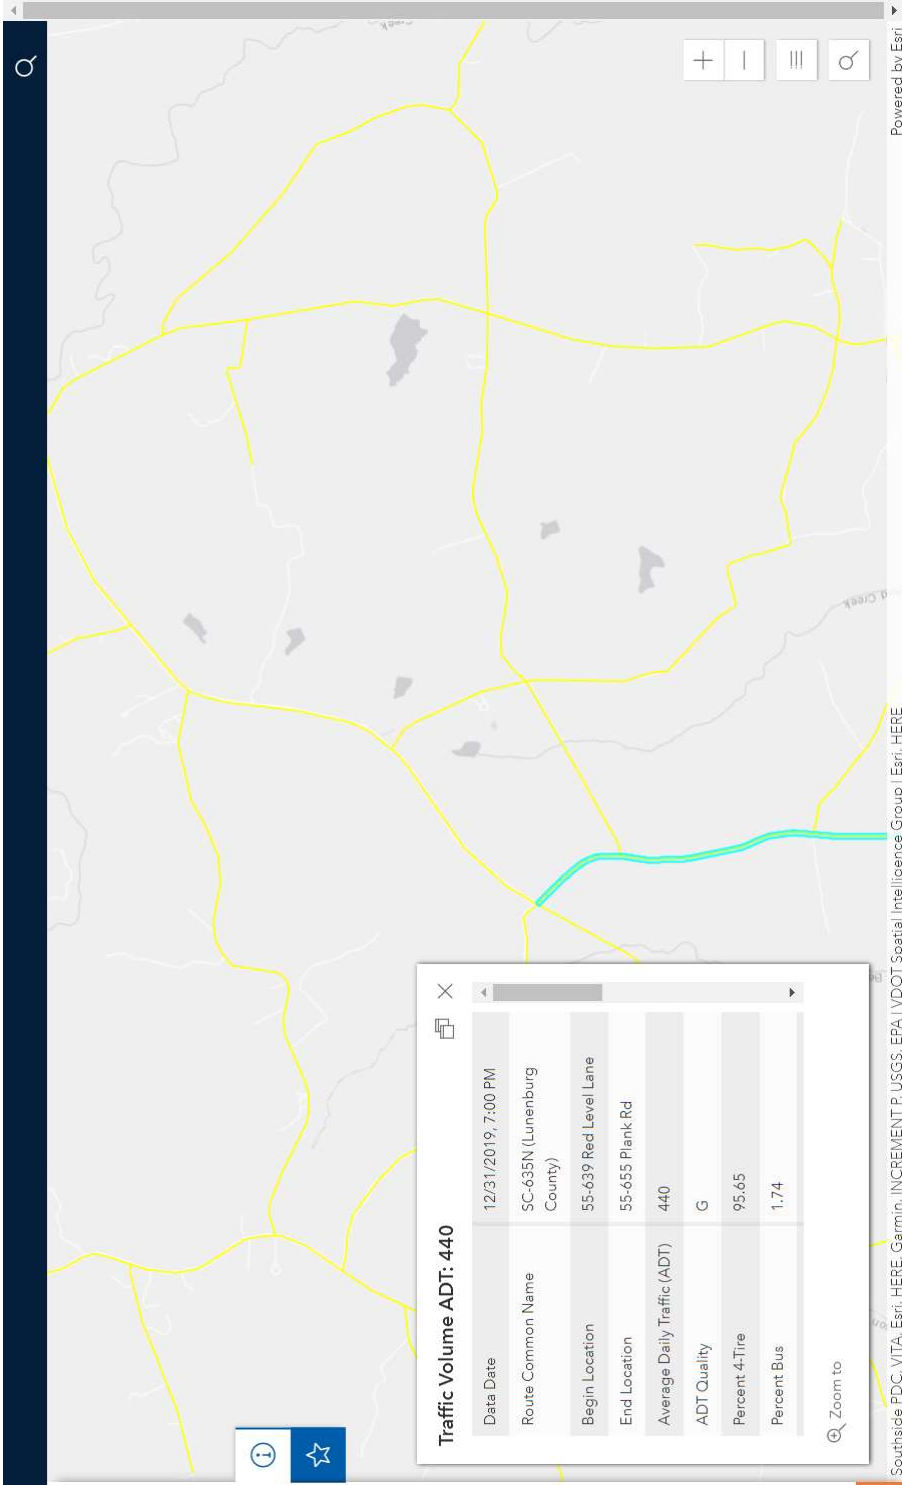 Creek
d Creek
Traffic Volume ADT: 440
Data Date 12/31/2019, 7:00 PM
Route Common Name SC-635N (Lunenburg
County)
Begin Location 55-639 Red Level Lane
End Location 55-655 Plank Rd
Average Daily Traffic (ADT) 440
ADT Quality G
Percent 4-Tire 95.65
Percent Bus 1.74
Zoom to
Southside PDC, VITA, Esri, HERE, Garmin, INCREMENT P, USGS, EPA | VDOT Spatial Intelligence Group | Esri, HERE
Powered by Esri